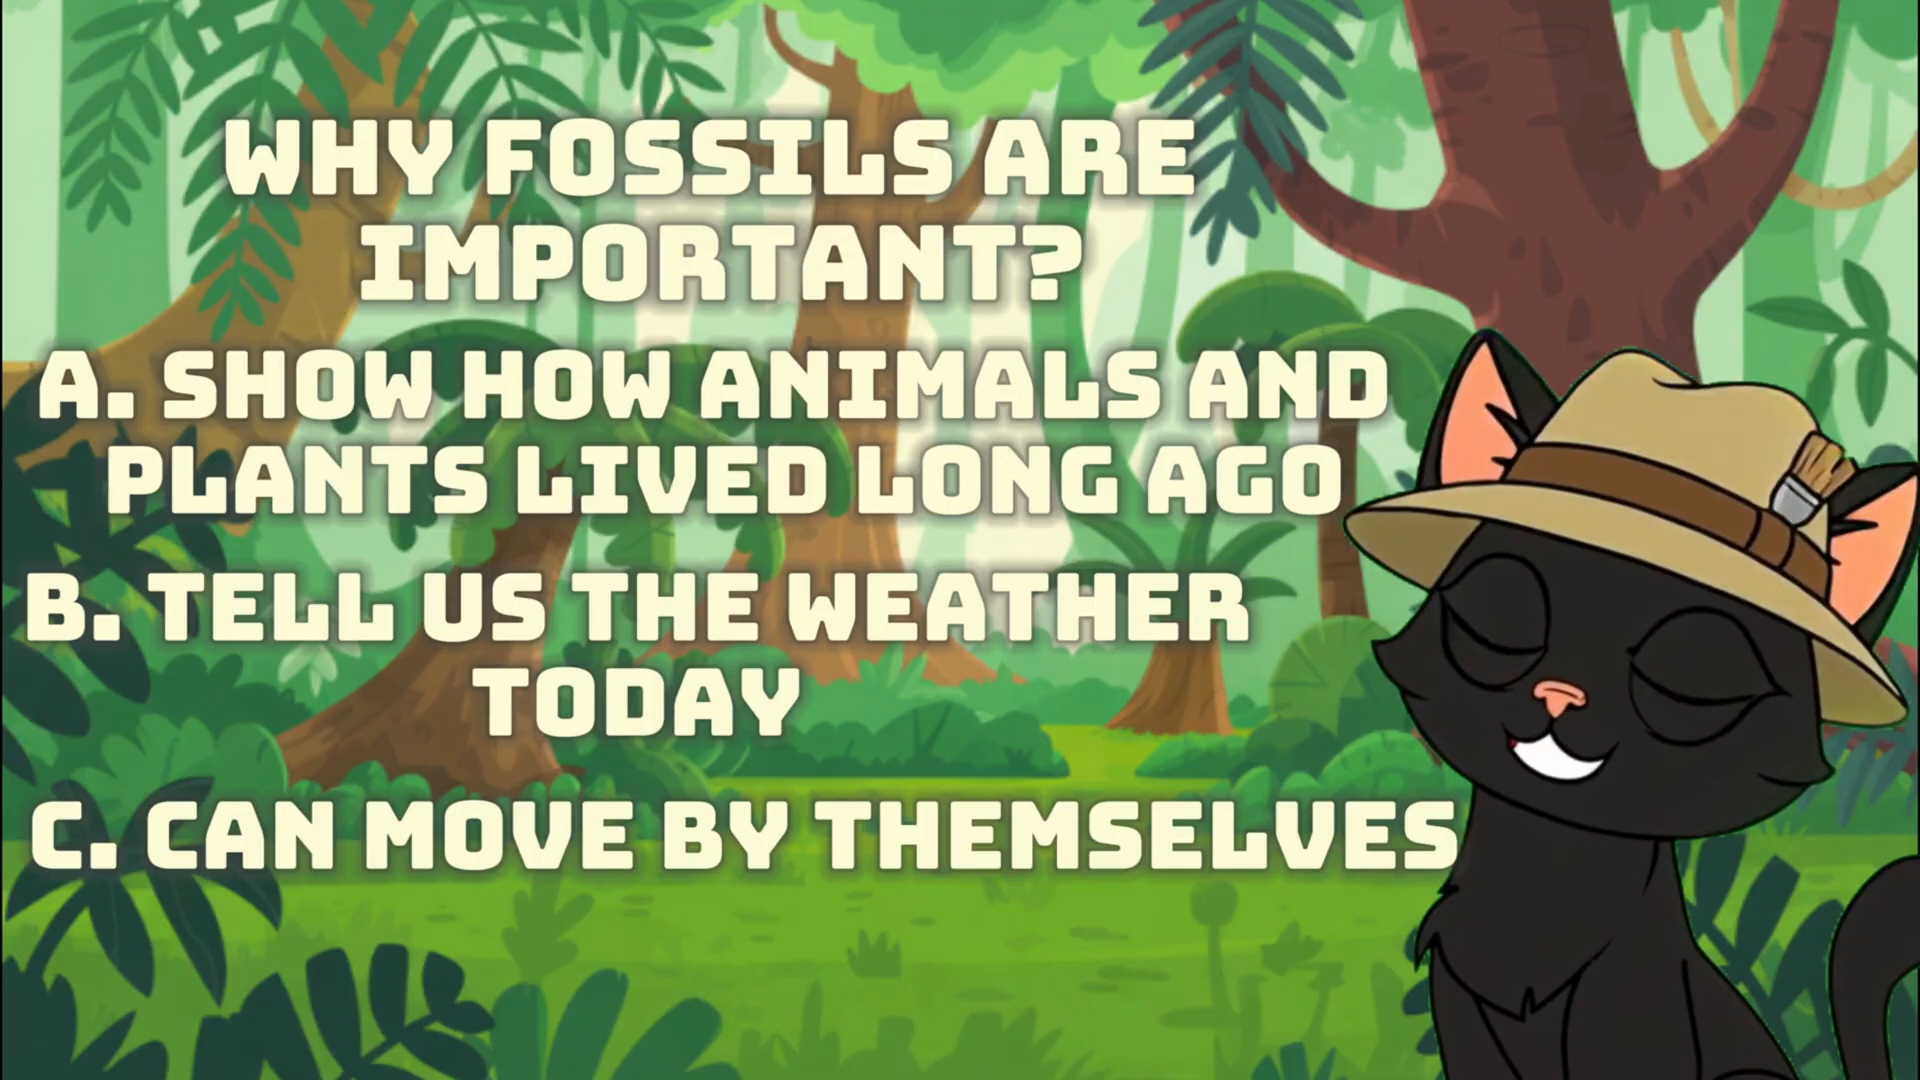 WHY FOSSILS ARE
IMPORTANT?
A. SHOW HOW ANIMALS AND
PLANTS LIVED LONG AGO
B. TELL US THE WEATHER
TODAY
C. CAN MOVE BY THEMSELVES